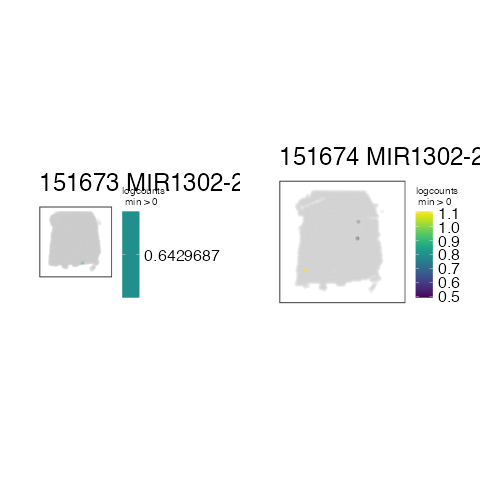 151673 MIR1302-2
logcounts
min > 0
0.6429687
151674 MIR1302-2
logcounts
min > 0
1.1
1.0
0.9
0.8
0.7
0.6
0.5